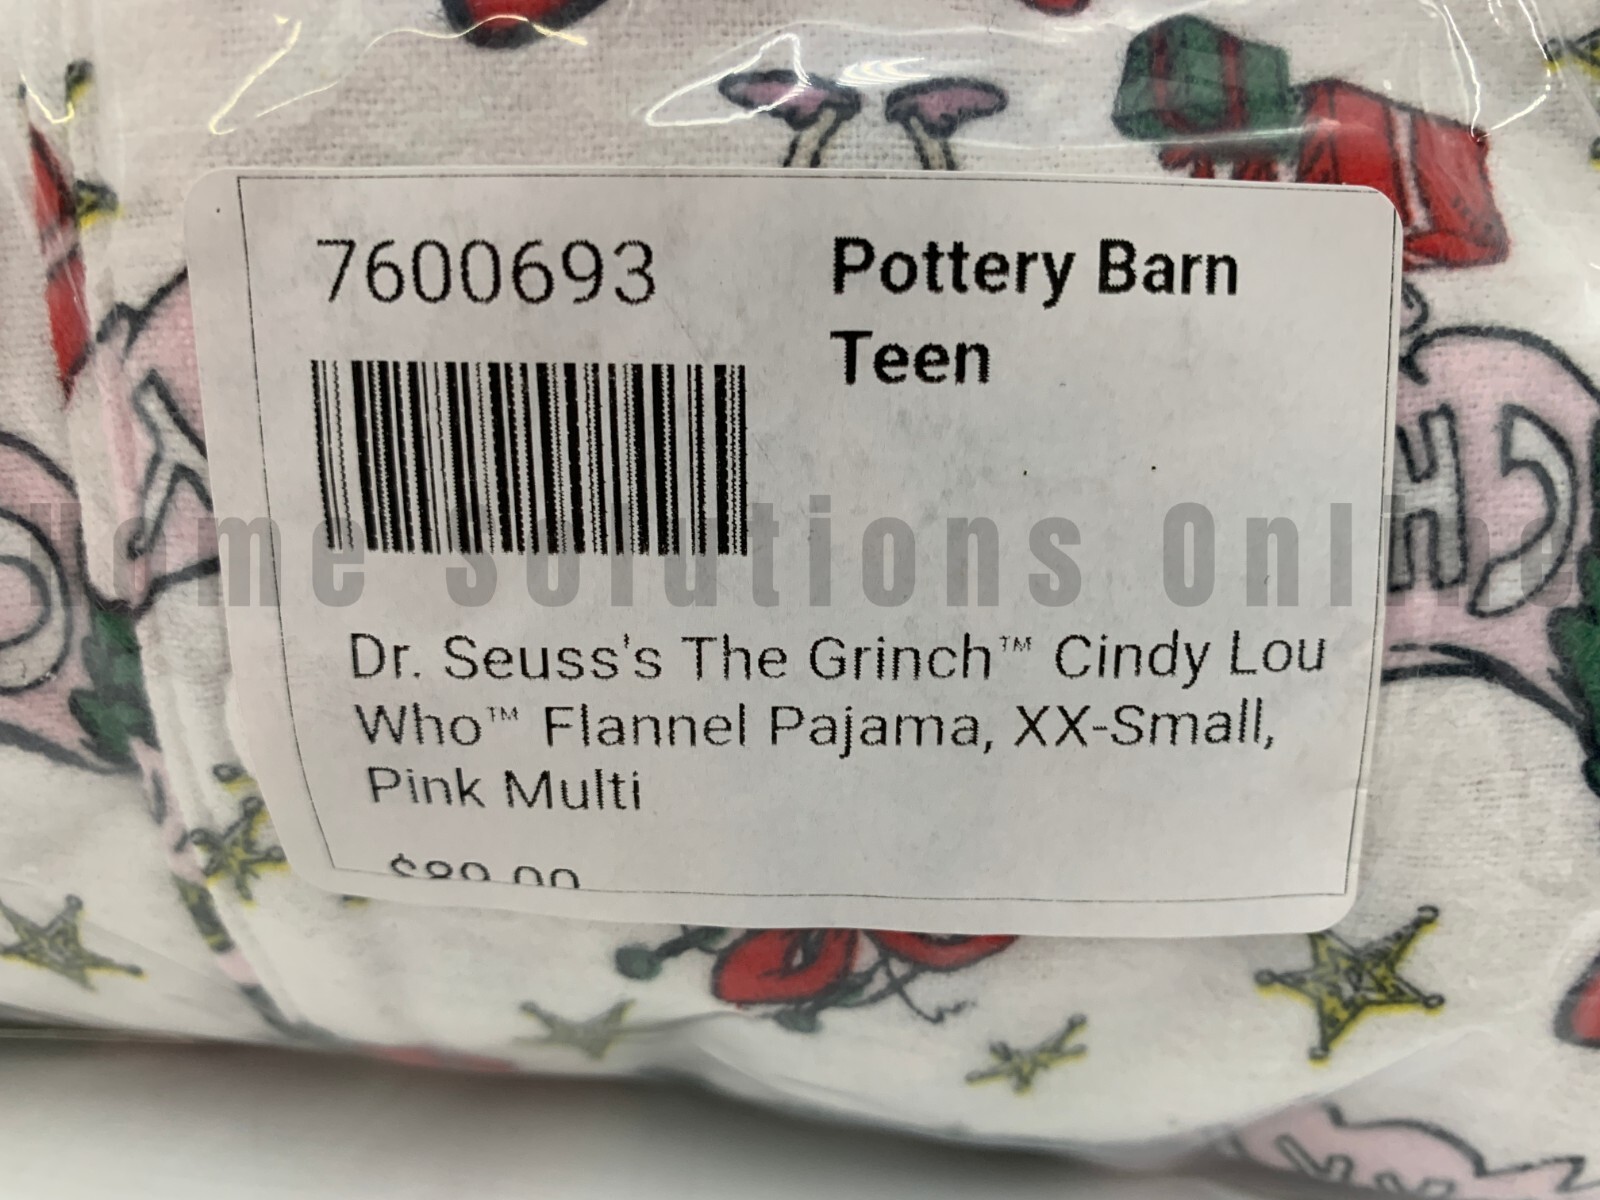 7600693
Pottery Barn
Teen
Home Solutions Online
Dr. Seuss's The Grinch™ Cindy Lou
Who™ Flannel Pajama, XX-Small,
Pink Multi